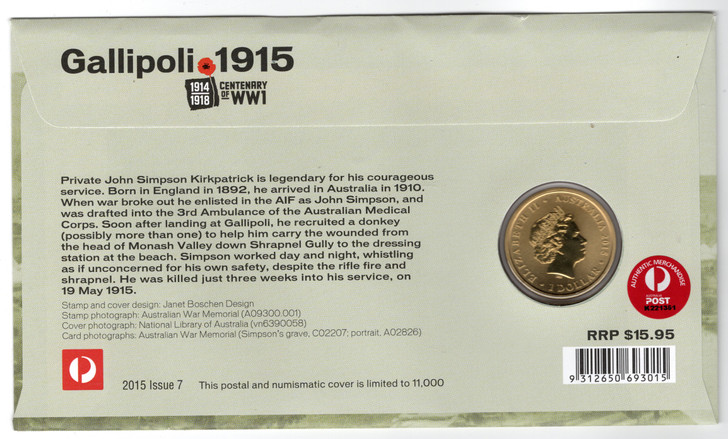 Gallipoli 1915
1914
1918
CENTENARY
OF WW1
Private John Simpson Kirkpatrick is legendary for his courageous
service. Born in England in 1892, he arrived in Australia in 1910.
When war broke out he enlisted in the AIF as John Simpson, and
was drafted into the 3rd Ambulance of the Australian Medical
Corps. Soon after landing at Gallipoli, he recruited a donkey
(possibly more than one) to help him carry the wounded from
the head of Monash Valley down Shrapnel Gully to the dressing
station at the beach. Simpson worked day and night, whistling
as if unconcerned for his own safety, despite the rifle fire and
shrapnel. He was killed just three weeks into his service, on
19 May 1915.
Stamp and cover design: Janet Boschen Design
Stamp photograph: Australian War Memorial (A09300.001)
Cover photograph: National Library of Australia (vn6390058)
Card photographs: Australian War Memorial (Simpson's grave, C02207; portrait, A02826)
2015 Issue 7 This postal and numismatic cover is limited to 11,000
ELIZABETH II AUSTRALIA 2015
1 DOLLAR
AUTHENTIC MERCHANDISE
POST
RRP $15.95
9 312650 693015